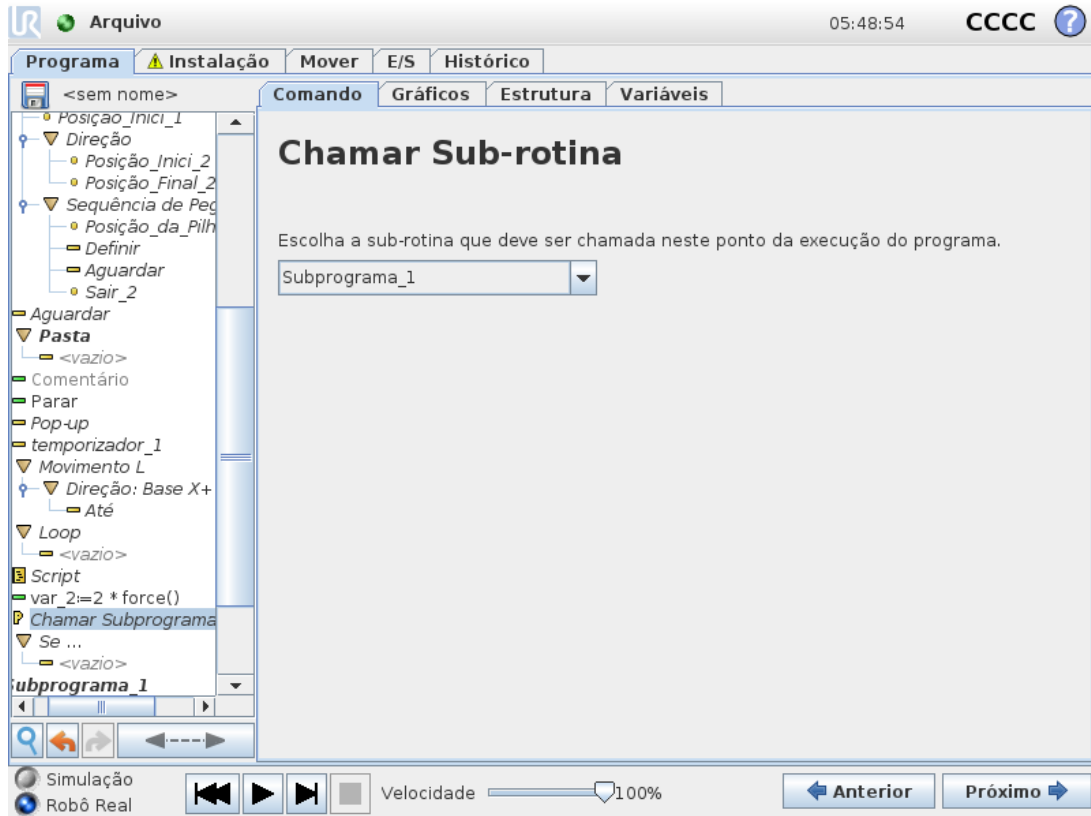 UR
Arquivo
05:48:54
CCCC
?
Programa
Instalação
Mover
E/S
Histórico
<sem nome>
Comando
Gráficos
Estrutura
Variáveis
Posição_Inici_1
Direção
Posição_Inici_2
Posição_Final_2
Sequência de Peg
Posição_da_Pilh
Definir
Aguardar
Sair_2
Aguardar
Pasta
<vazio>
Comentário
Parar
Pop-up
temporizador_1
Movimento L
Direção: Base X+
Até
Loop
<vazio>
Script
var_2:=2 * force()
Chamar Subprograma
Se ...
<vazio>
Subprograma_1
Chamar Sub-rotina
Escolha a sub-rotina que deve ser chamada neste ponto da execução do programa.
Subprograma_1
Simulação
Robô Real
Velocidade
100%
Anterior
Próximo